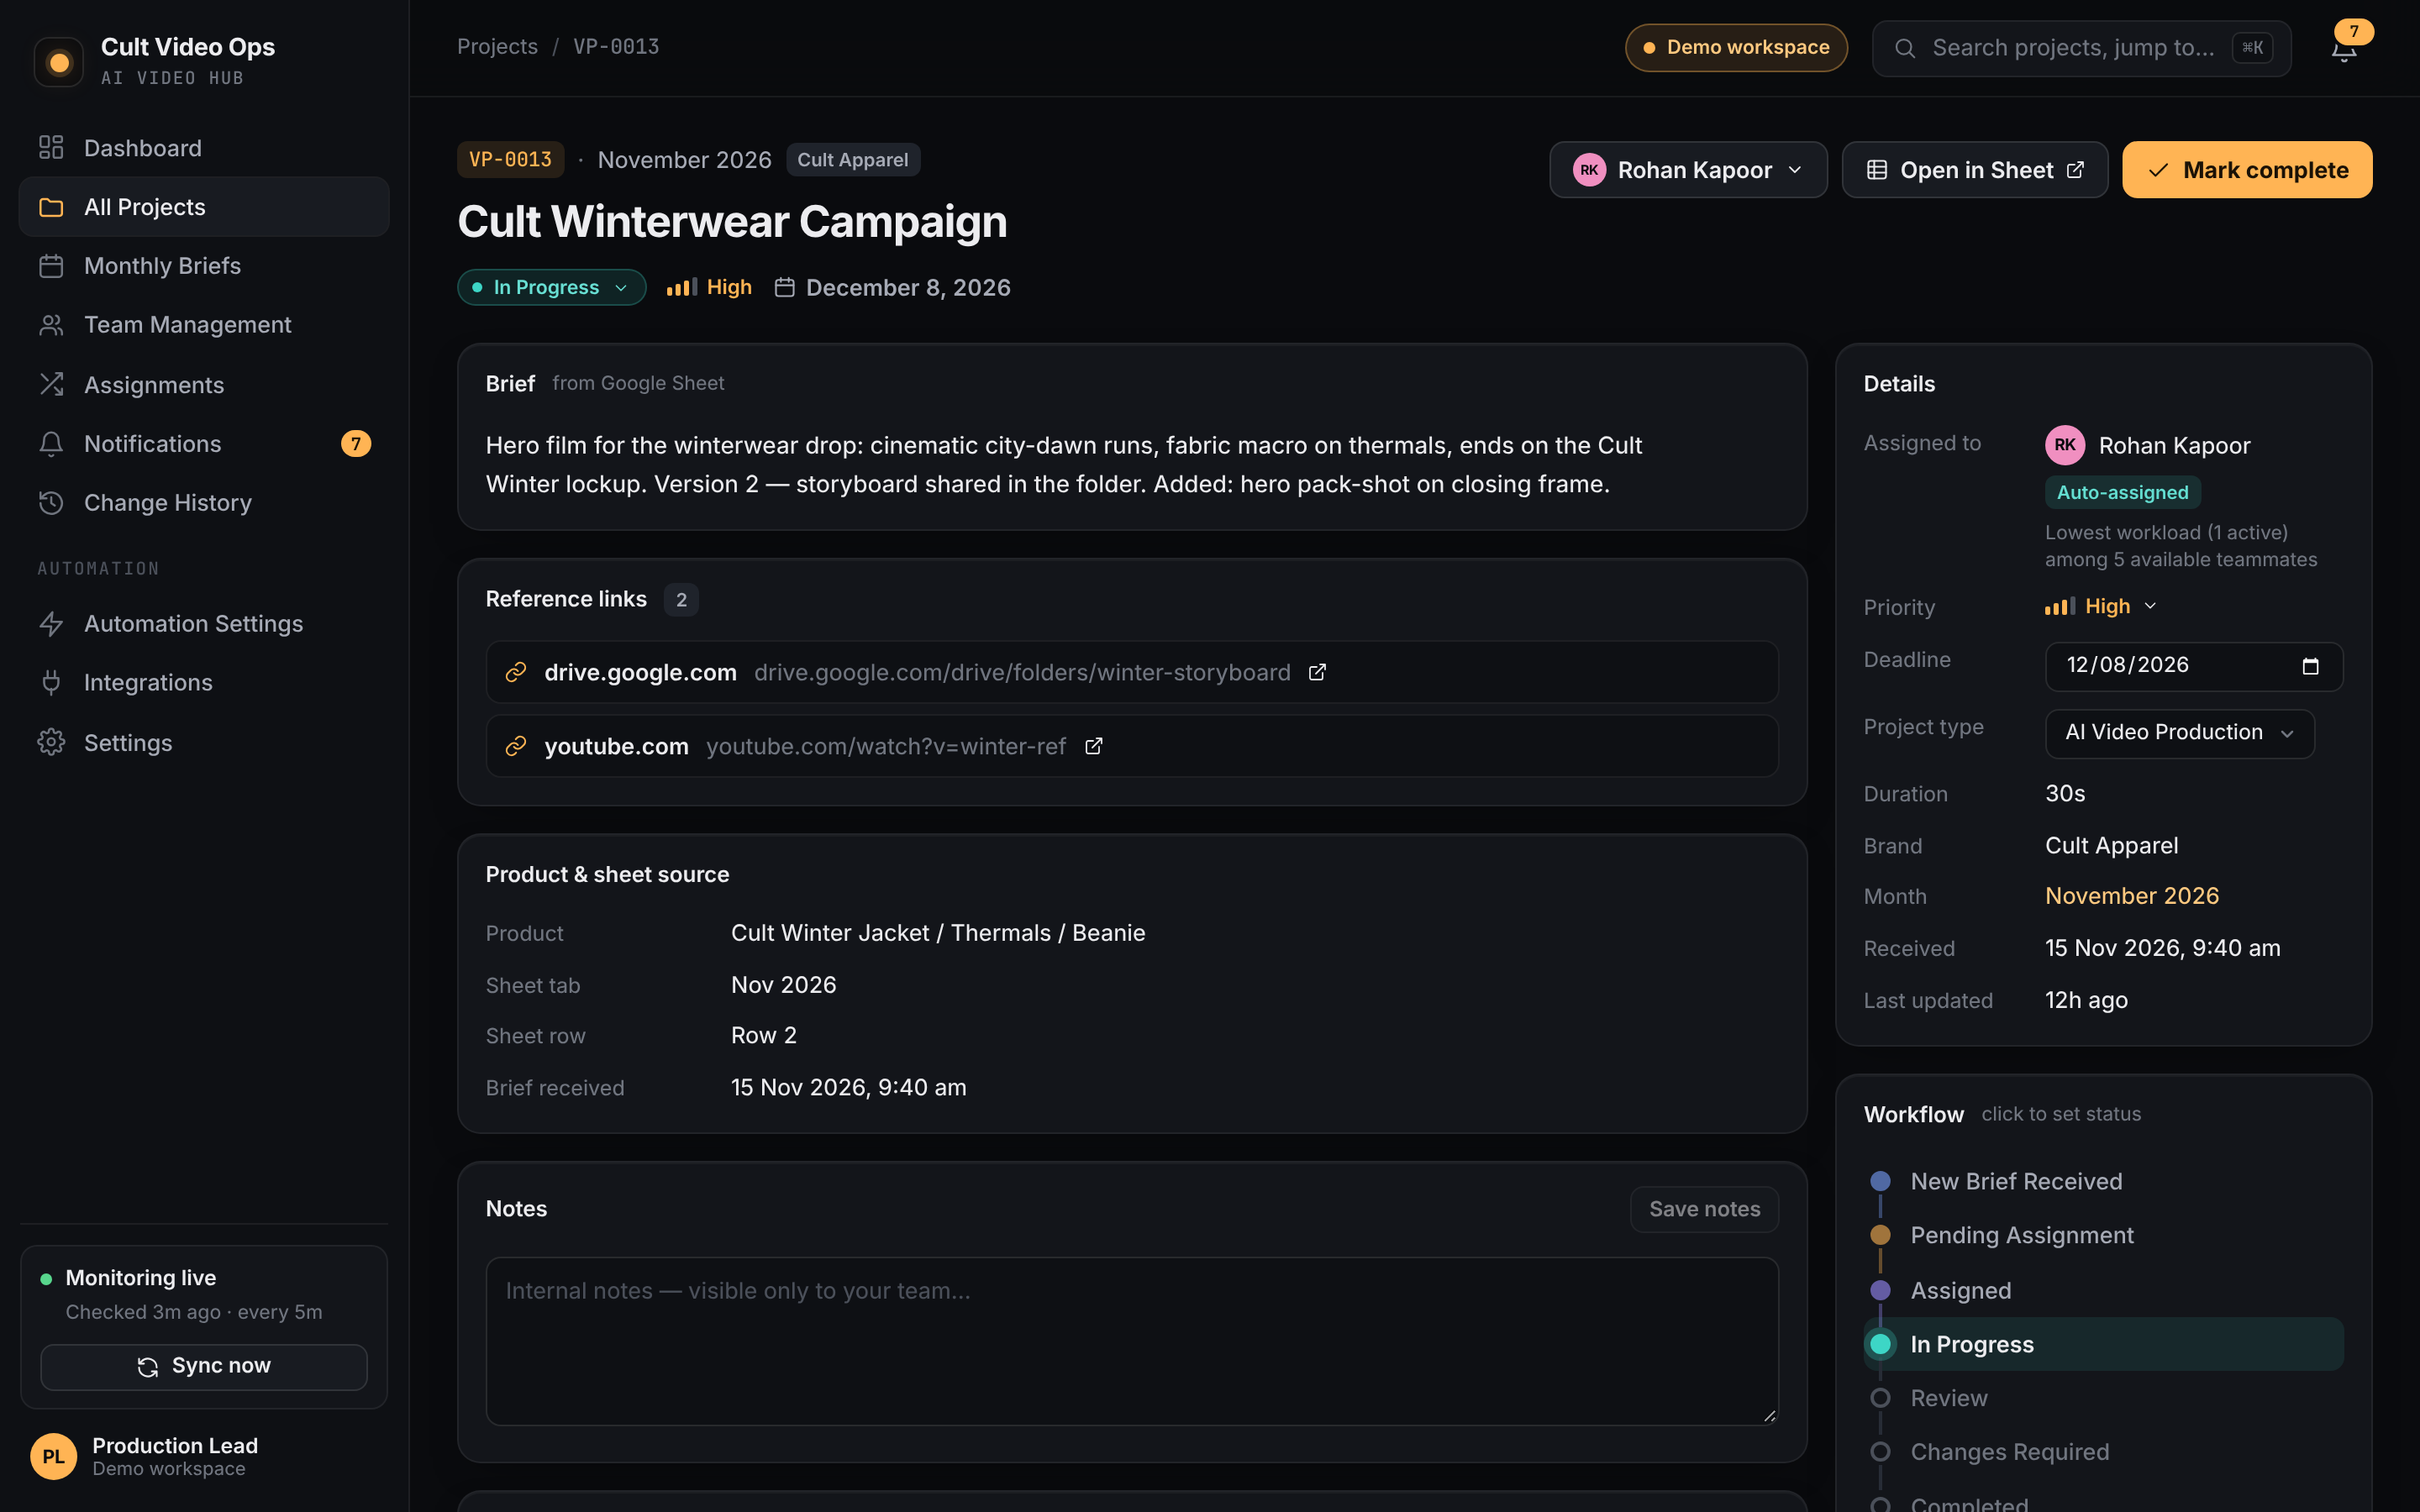 Cult Video Ops
AI VIDEO HUB
Dashboard
All Projects
Monthly Briefs
Team Management
Assignments
Notifications 7
Change History
AUTOMATION
Automation Settings
Integrations
Settings
Monitoring live
Checked 3m ago · every 5m
Sync now
PL Production Lead
Demo workspace
Projects / VP-0013
Demo workspace
Search projects, jump to... ⌘K
7
VP-0013 · November 2026 Cult Apparel
RK Rohan Kapoor
Open in Sheet
Mark complete
Cult Winterwear Campaign
In Progress High December 8, 2026
Brief from Google Sheet
Hero film for the winterwear drop: cinematic city-dawn runs, fabric macro on thermals, ends on the Cult
Winter lockup. Version 2 — storyboard shared in the folder. Added: hero pack-shot on closing frame.
Reference links 2
drive.google.com drive.google.com/drive/folders/winter-storyboard
youtube.com youtube.com/watch?v=winter-ref
Product & sheet source
Product Cult Winter Jacket / Thermals / Beanie
Sheet tab Nov 2026
Sheet row Row 2
Brief received 15 Nov 2026, 9:40 am
Notes
Save notes
Internal notes — visible only to your team...
Details
Assigned to RK Rohan Kapoor
Auto-assigned
Lowest workload (1 active)
among 5 available teammates
Priority High
Deadline 12/08/2026
Project type AI Video Production
Duration 30s
Brand Cult Apparel
Month November 2026
Received 15 Nov 2026, 9:40 am
Last updated 12h ago
Workflow click to set status
New Brief Received
Pending Assignment
Assigned
In Progress
Review
Changes Required
Completed